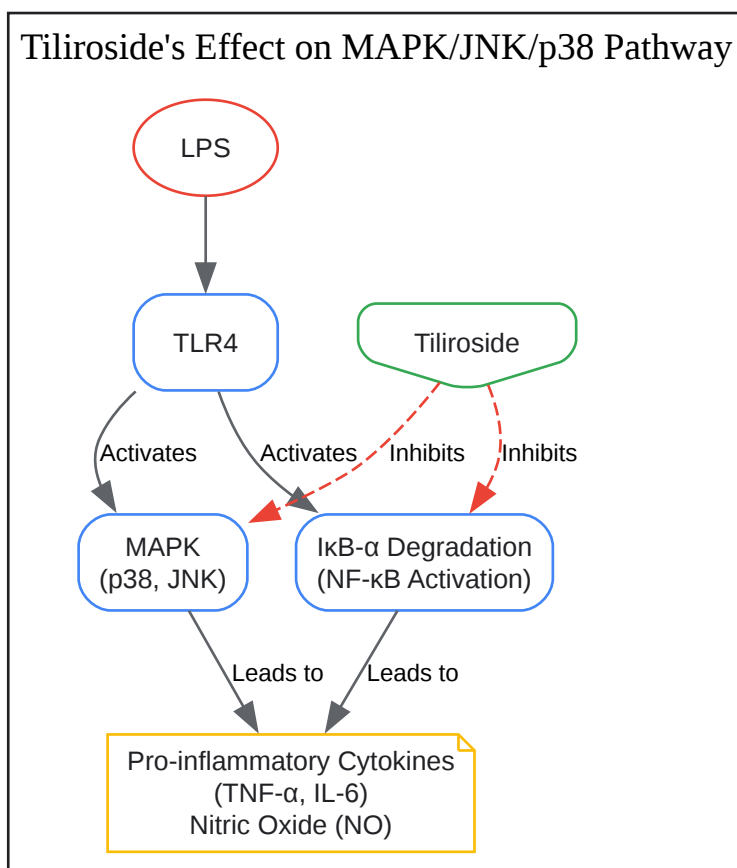 Tiliroside's Effect on MAPK/JNK/p38 Pathway
LPS
TLR4
Tiliroside
Activates
Activates
Inhibits
Inhibits
MAPK
(p38, JNK)
IκB-α Degradation
(NF-κB Activation)
Leads to
Leads to
Pro-inflammatory Cytokines
(TNF-α, IL-6)
Nitric Oxide (NO)